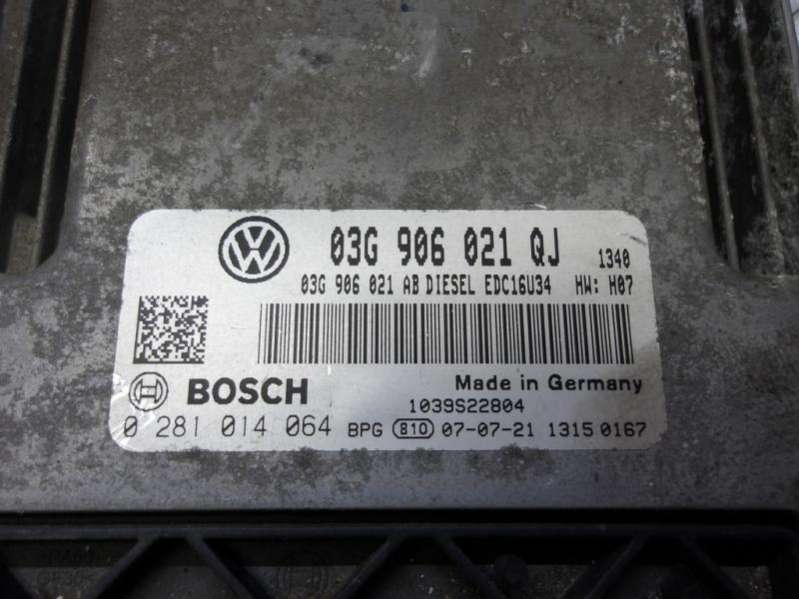 03G 906 021 QJ 1340
03G 906 021 AB DIESEL EDC16U34 HW: H07
BOSCH Made in Germany
1039S22804
0 281 014 064 BPG B10 07-07-21 1315 0167